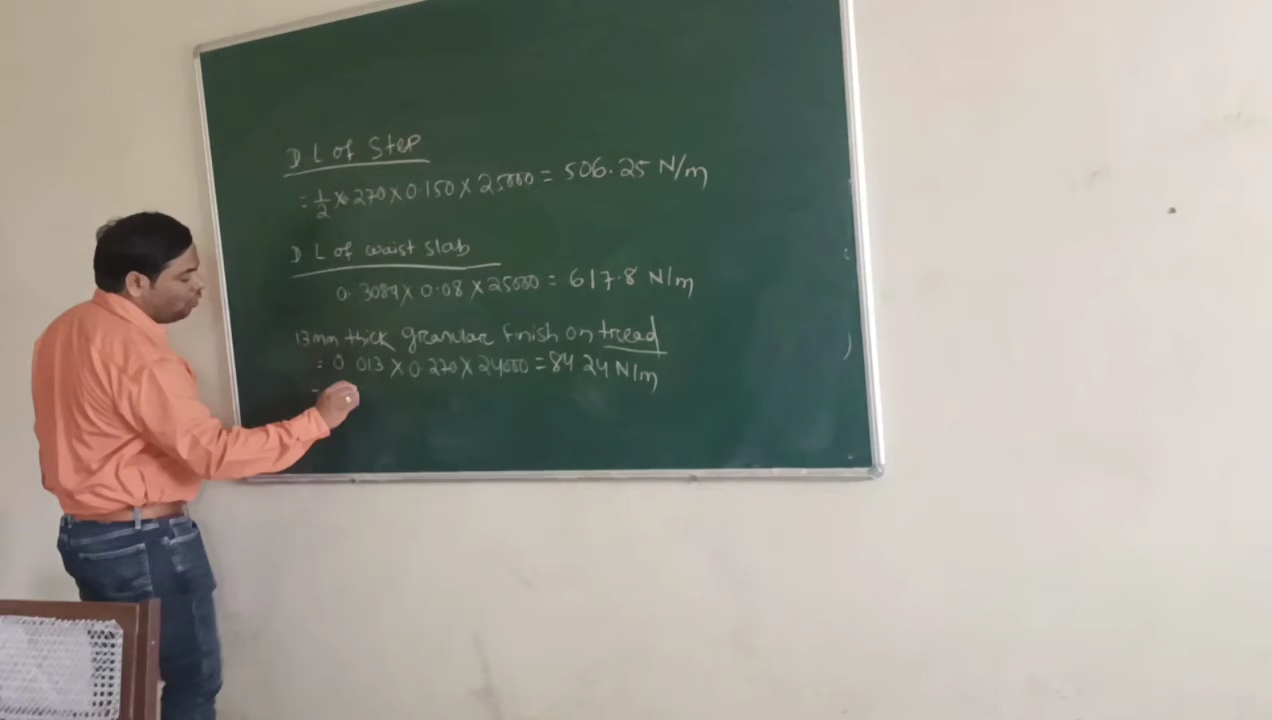 D L of Step
= 1/2 × 270 × 0.150 × 25000 = 506.25 N/m
D L of waist slab
0.3089 × 0.08 × 25000 = 617.8 N/m
13mm thick granular finish on tread
= 0.013 × 0.270 × 24000 = 84.24 N/m
=